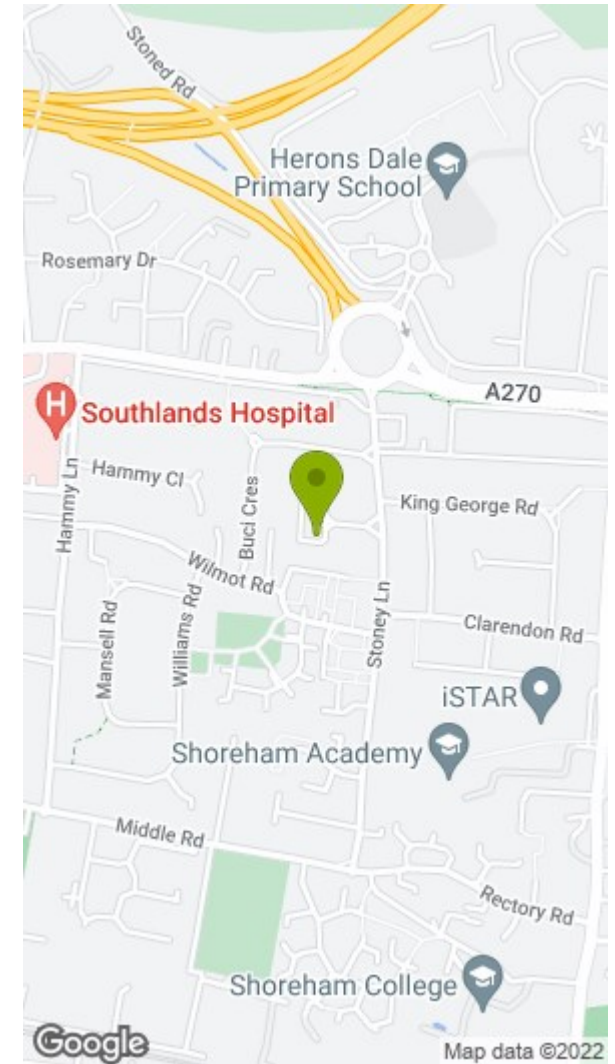 Stoned Rd
Herons Dale
Primary School
Rosemary Dr
A270
H
Southlands Hospital
Hammy Cl
Hammy Ln
Buci Cres
King George Rd
Wilmot Rd
Mansell Rd
Williams Rd
Stoney Ln
Clarendon Rd
iSTAR
Shoreham Academy
Middle Rd
Rectory Rd
Shoreham College
Google
Map data ©2022